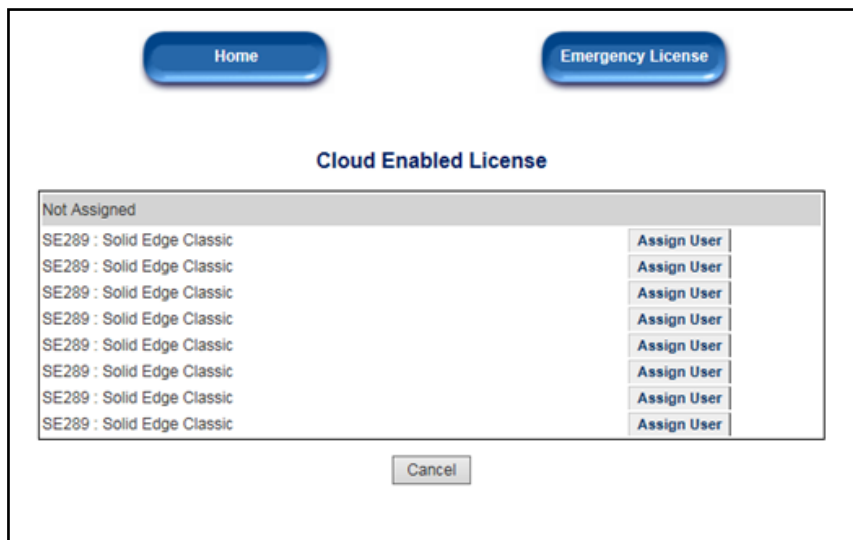 Home
Emergency License
Cloud Enabled License
Not Assigned
SE289 : Solid Edge Classic Assign User
SE289 : Solid Edge Classic Assign User
SE289 : Solid Edge Classic Assign User
SE289 : Solid Edge Classic Assign User
SE289 : Solid Edge Classic Assign User
SE289 : Solid Edge Classic Assign User
SE289 : Solid Edge Classic Assign User
SE289 : Solid Edge Classic Assign User
Cancel